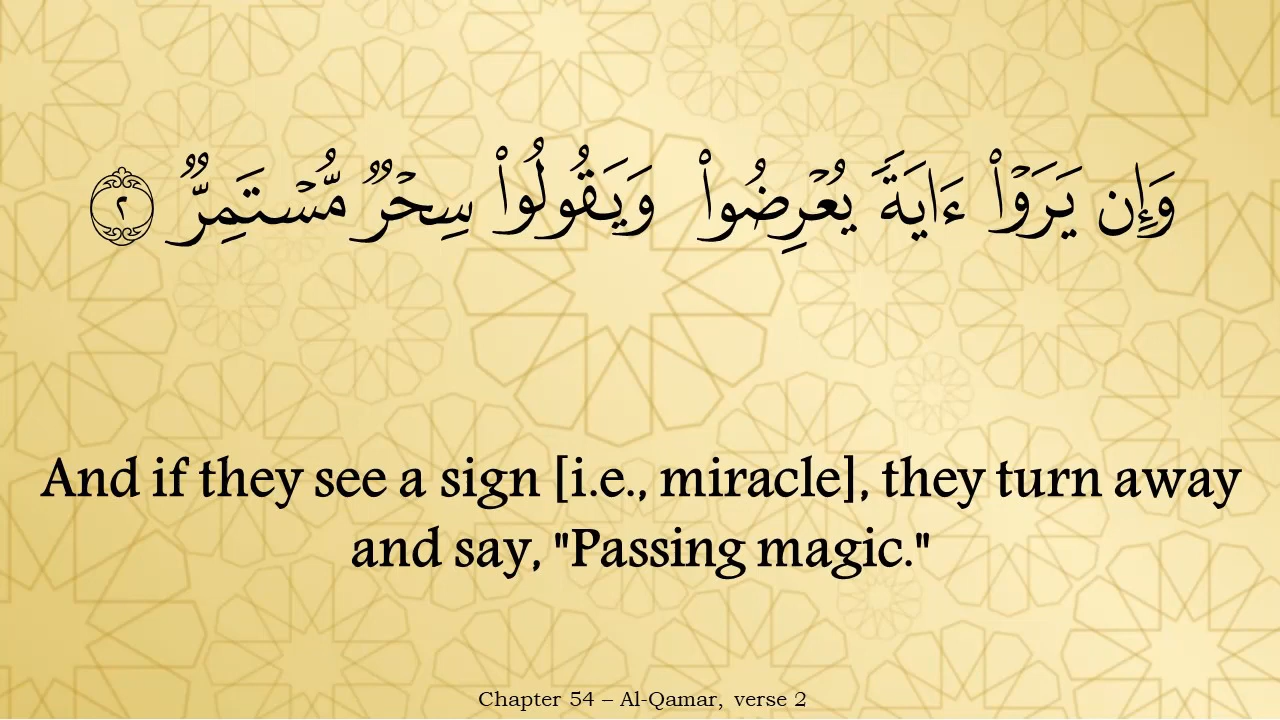 وَإِن يَرَوۡاْ ءَايَةٗ يُعۡرِضُواْ وَيَقُولُواْ سِحۡرٞ مُّسۡتَمِرّٞ ٢
And if they see a sign [i.e., miracle], they turn away
and say, "Passing magic."
Chapter 54 – Al-Qamar, verse 2